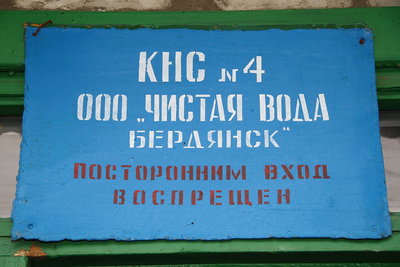 КНС №4
ООО „ЧИСТАЯ ВОДА
БЕРДЯНСК“
ПОСТОРОННИМ ВХОД
ВОСПРЕЩЕН